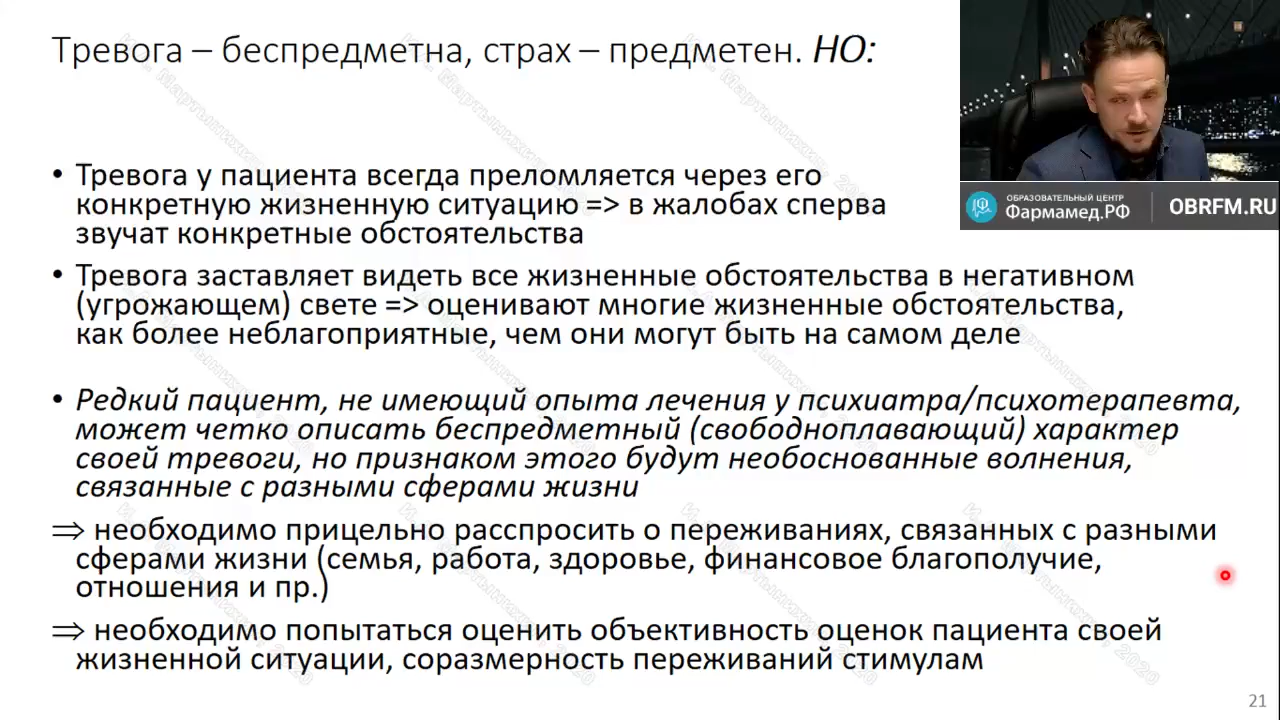 Тревога – беспредметна, страх – предметен. НО:
• Тревога у пациента всегда преломляется через его
конкретную жизненную ситуацию => в жалобах сперва
звучат конкретные обстоятельства
• Тревога заставляет видеть все жизненные обстоятельства в негативном
(угрожающем) свете => оценивают многие жизненные обстоятельства,
как более неблагоприятные, чем они могут быть на самом деле
• Редкий пациент, не имеющий опыта лечения у психиатра/психотерапевта,
может четко описать беспредметный (свободноплавающий) характер
своей тревоги, но признаком этого будут необоснованные волнения,
связанные с разными сферами жизни
⇒ необходимо прицельно расспросить о переживаниях, связанных с разными
сферами жизни (семья, работа, здоровье, финансовое благополучие,
отношения и пр.)
⇒ необходимо попытаться оценить объективность оценок пациента своей
жизненной ситуации, соразмерность переживаний стимулам
ОБРАЗОВАТЕЛЬНЫЙ ЦЕНТР
Фармамед.РФ
OBRFM.RU
21